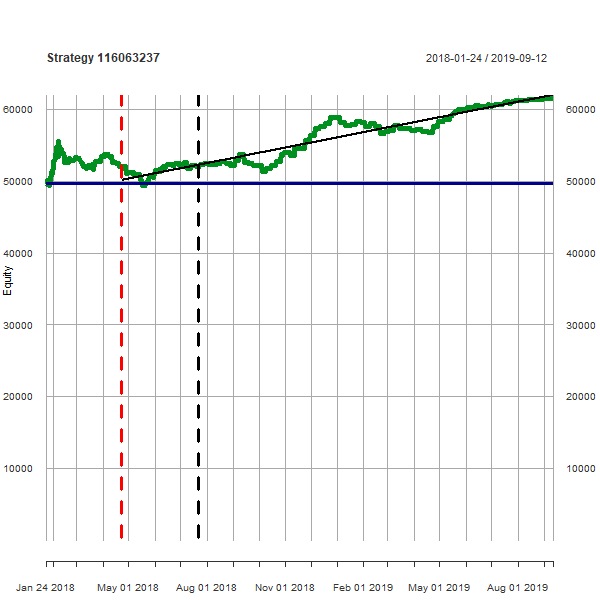 Strategy 116063237
2018-01-24 / 2019-09-12
60000
60000
50000
50000
40000
40000
Equity
30000
30000
20000
20000
10000
10000
Jan 24 2018
May 01 2018
Aug 01 2018
Nov 01 2018
Feb 01 2019
May 01 2019
Aug 01 2019